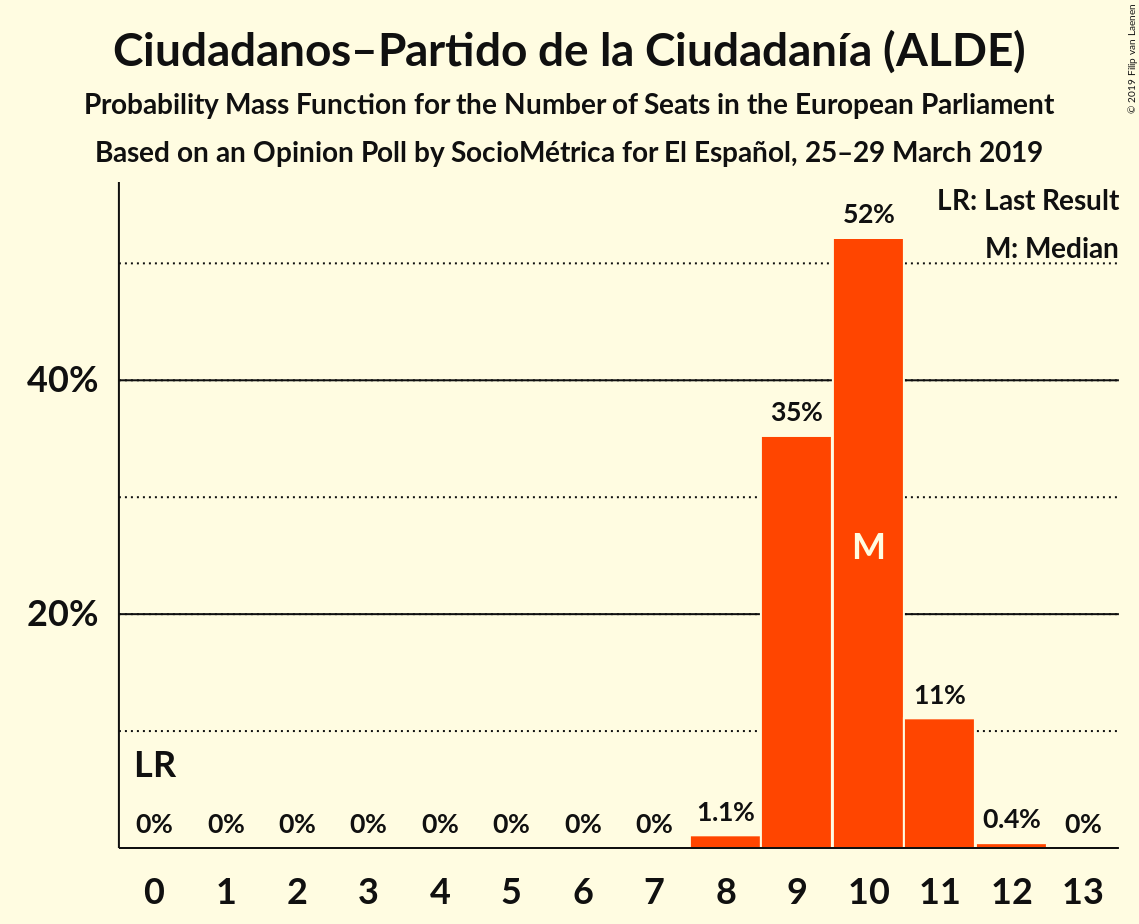 Ciudadanos–Partido de la Ciudadanía (ALDE)
Probability Mass Function for the Number of Seats in the European Parliament
Based on an Opinion Poll by SocioMétrica for El Español, 25–29 March 2019
© 2019 Filip van Laenen
LR: Last Result
M: Median
52%
40%
35%
M
20%
11%
LR
0% 0% 0% 0% 0% 0% 0% 0% 1.1% 0.4% 0%
0 1 2 3 4 5 6 7 8 9 10 11 12 13